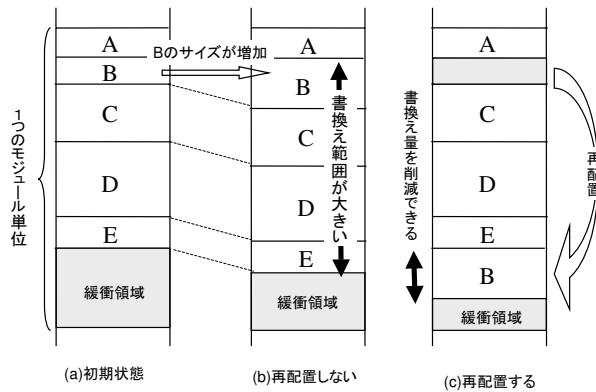 1つのモジュール単位
A
B
C
D
E
緩衝領域
(a)初期状態
Bのサイズが増加
A
B
C
D
E
緩衝領域
書換え範囲が大きい
(b)再配置しない
書換え量を削減できる
A
C
D
E
B
緩衝領域
再配置
(c)再配置する